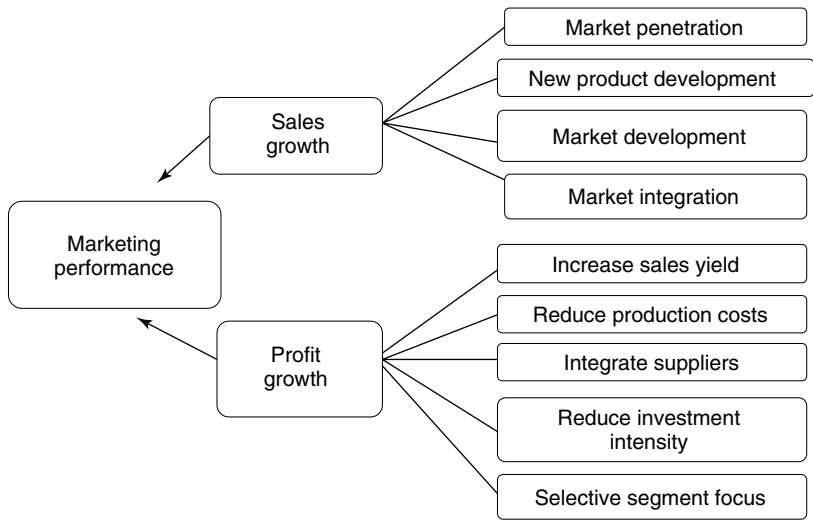 Market penetration
New product development
Sales
growth
Market development
Market integration
Marketing
performance
Increase sales yield
Reduce production costs
Profit
growth
Integrate suppliers
Reduce investment
intensity
Selective segment focus